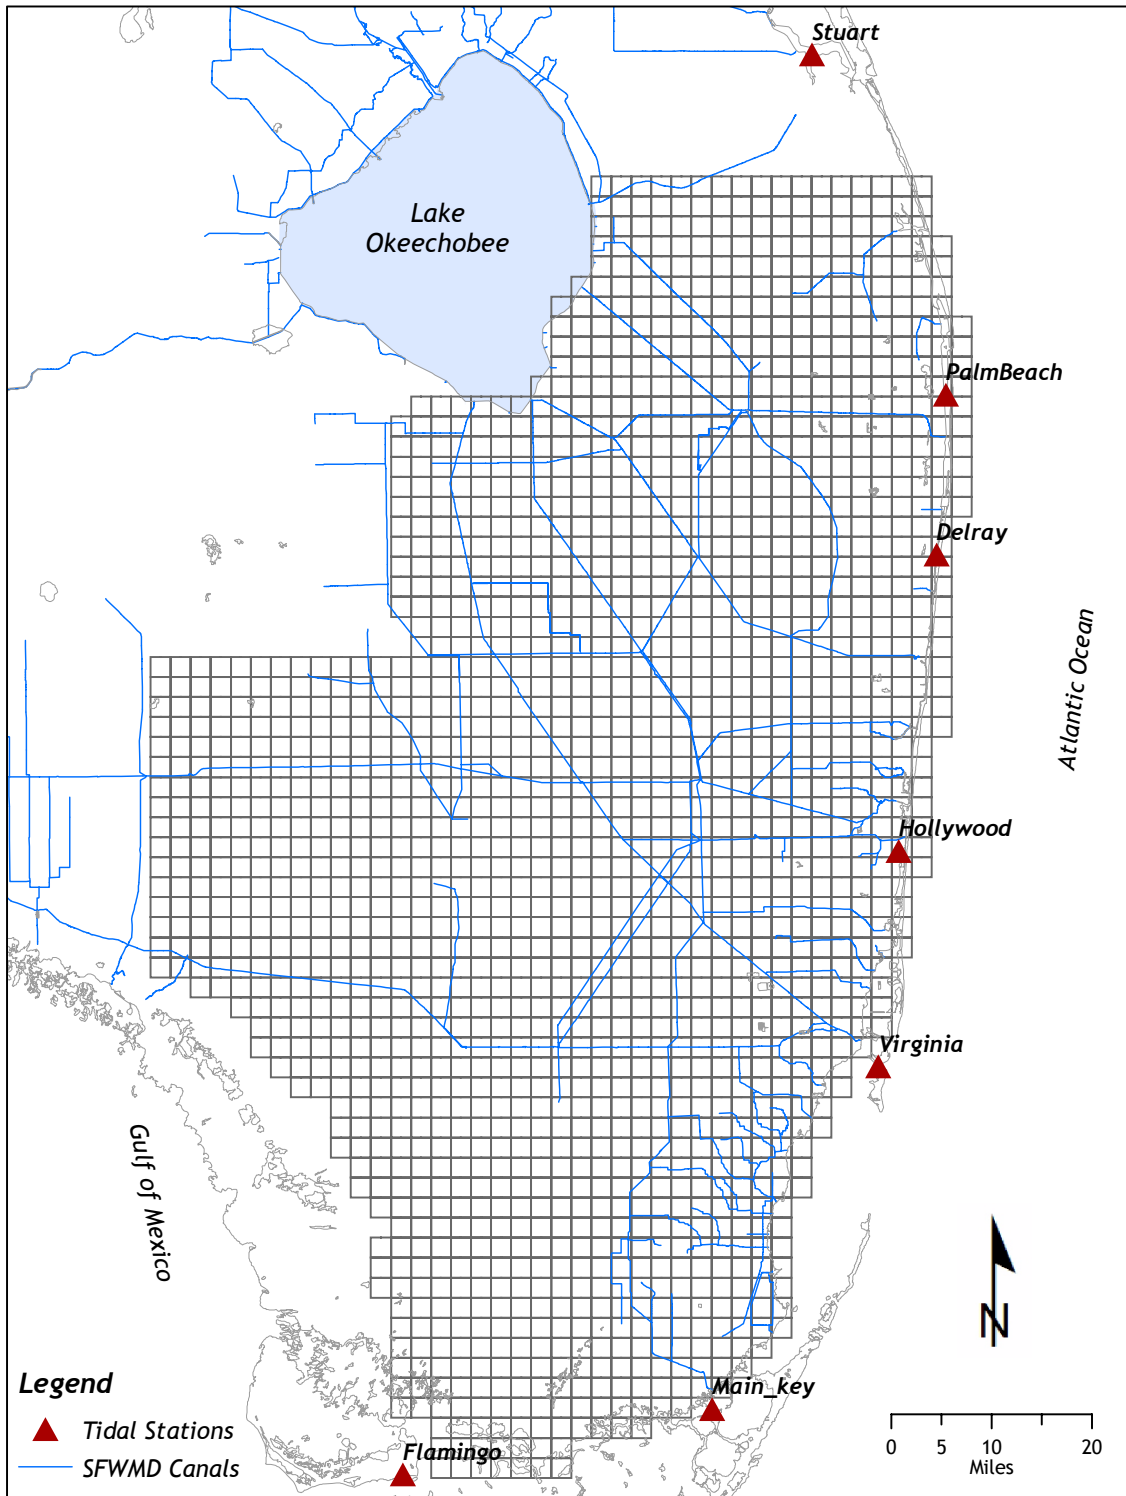 Stuart
Lake
Okeechobee
PalmBeach
Delray
Atlantic Ocean
Hollywood
Virginia
Gulf of Mexico
N
Main_key
Flamingo
Legend
Tidal Stations
SFWMD Canals
0 5 10 20
Miles